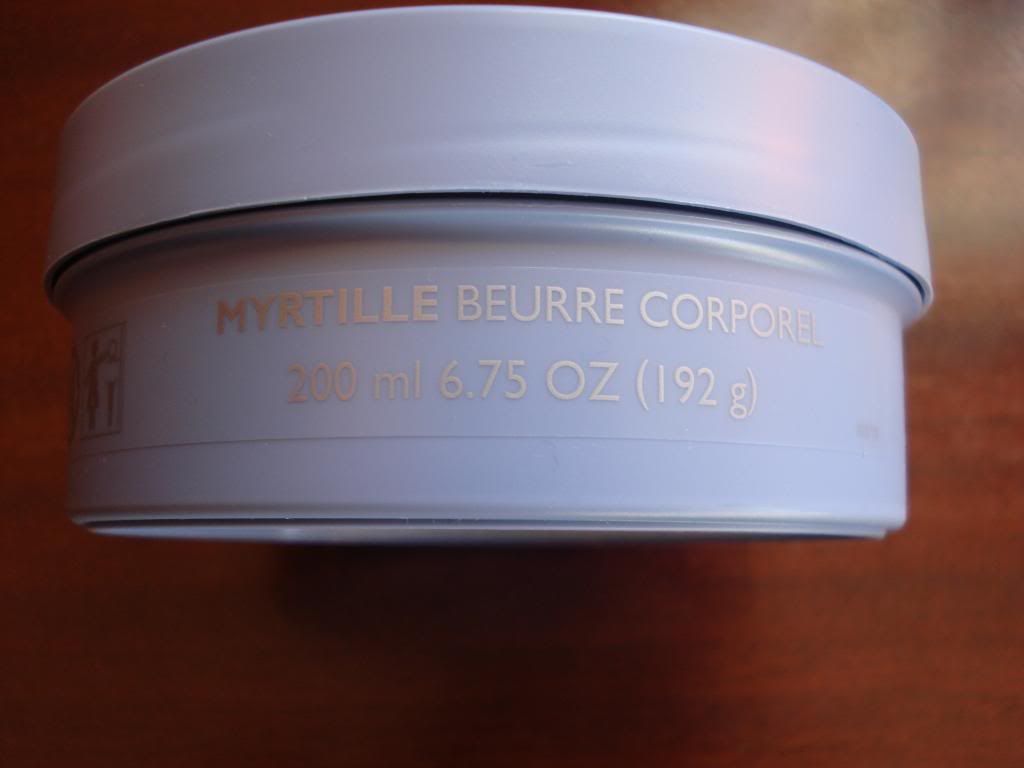 MYRTILLE BEURRE CORPOREL
200 ml 6.75 OZ (192 g)